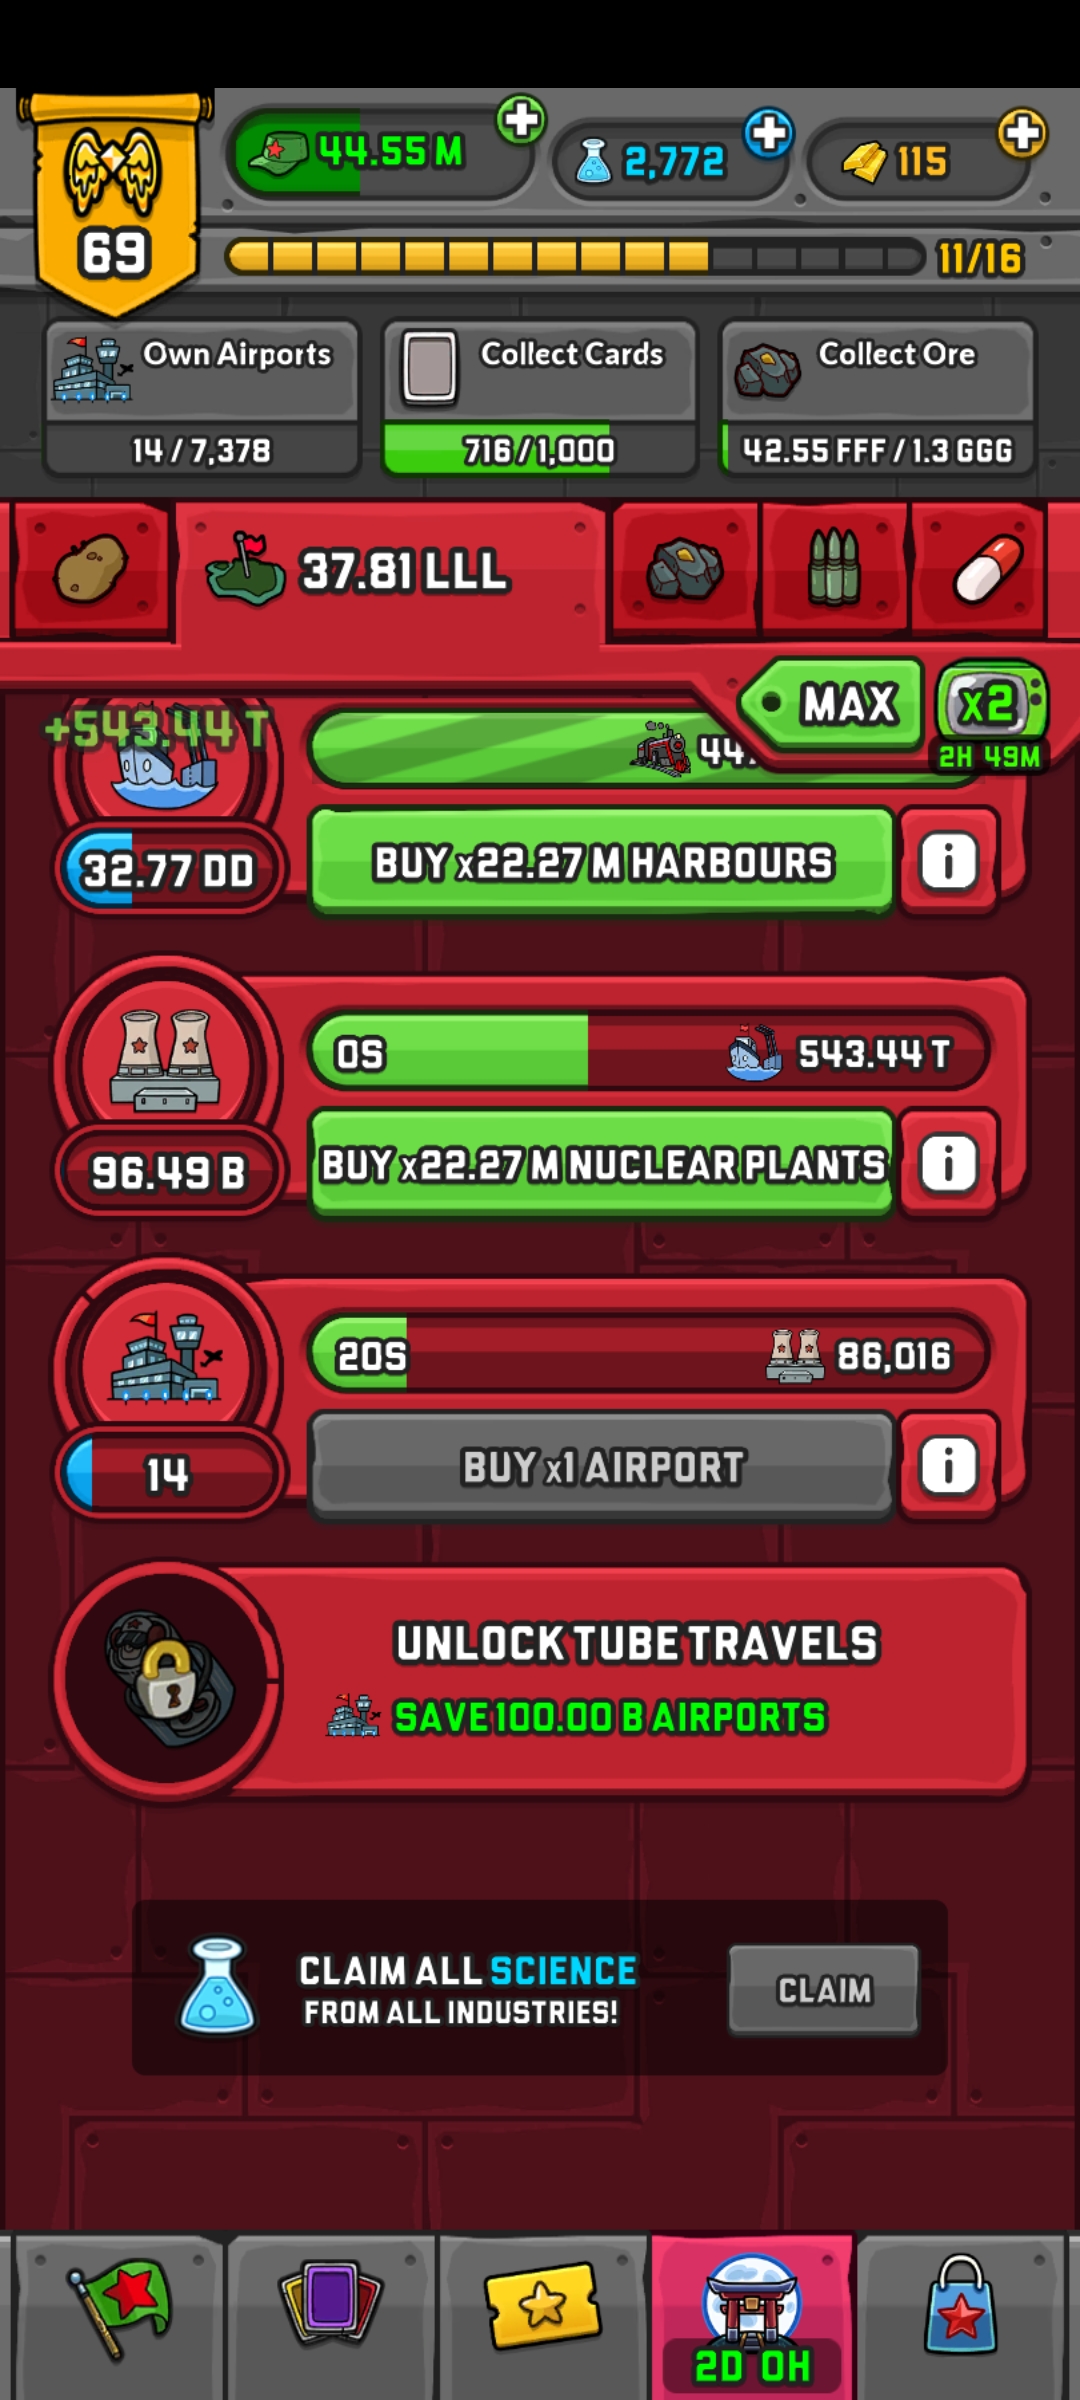 69
44.55 M
2,772
115
11/16
Own Airports
14 / 7,378
Collect Cards
716 / 1,000
Collect Ore
42.55 FFF / 1.3 GGG
37.81 LLL
MAX
x2
2H 49M
+543.44 T
32.77 DD
BUY x22.27 M HARBOURS
i
0S
543.44 T
96.49 B
BUY x22.27 M NUCLEAR PLANTS
i
20S
86,016
14
BUY x1 AIRPORT
i
UNLOCK TUBE TRAVELS
SAVE 100.00 B AIRPORTS
CLAIM ALL SCIENCE
FROM ALL INDUSTRIES!
CLAIM
2D 0H